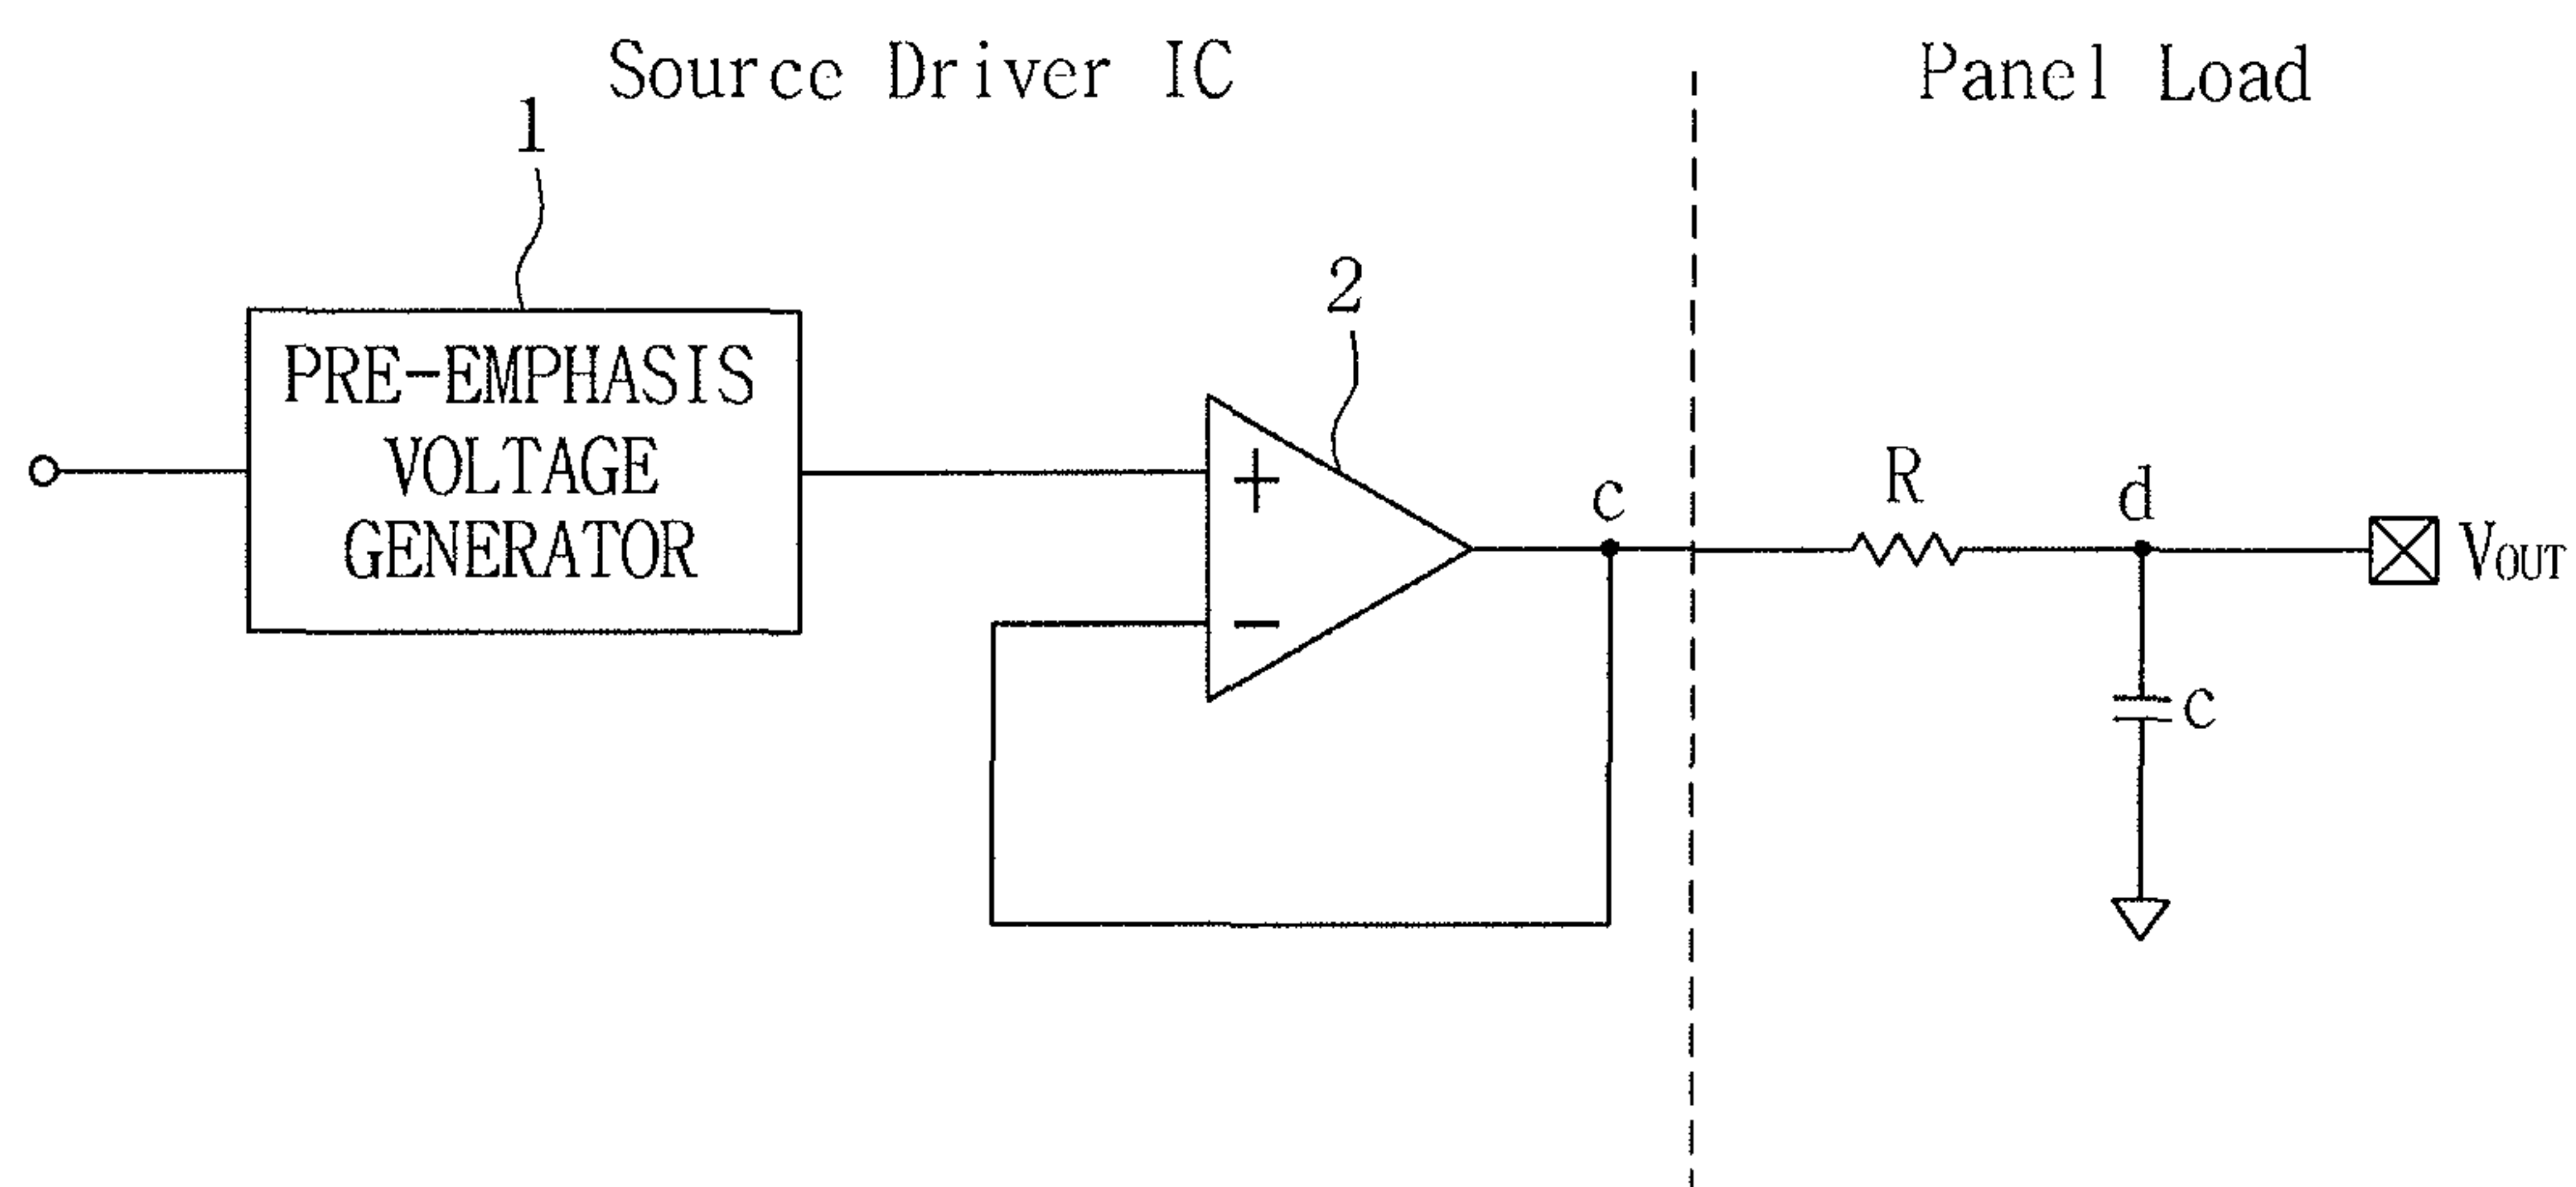 Source Driver IC
Panel Load
1
PRE-EMPHASIS
VOLTAGE
GENERATOR
2
+
−
c
R
d
c
VOUT